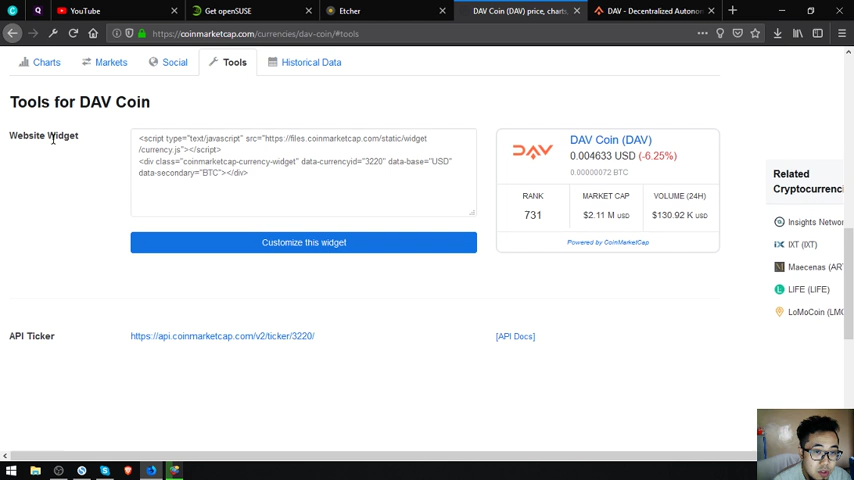 YouTube
Get openSUSE
Etcher
DAV Coin (DAV) price, charts,
DAV - Decentralized Autonom
https://coinmarketcap.com/currencies/dav-coin/#tools
Charts
Markets
Social
Tools
Historical Data
Tools for DAV Coin
Website Widget
<script type="text/javascript" src="https://files.coinmarketcap.com/static/widget
/currency.js"></script>
<div class="coinmarketcap-currency-widget" data-currencyid="3220" data-base="USD"
data-secondary="BTC"></div>
DAV
DAV Coin (DAV)
0.004633 USD (-6.25%)
0.00000072 BTC
RANK
731
MARKET CAP
$2.11 M USD
VOLUME (24H)
$130.92 K USD
Powered by CoinMarketCap
Customize this widget
Related
Cryptocurrenci
Insights Netwo
IXT (IXT)
Maecenas (AR
LIFE (LIFE)
LoMoCoin (LM
API Ticker
https://api.coinmarketcap.com/v2/ticker/3220/
[API Docs]